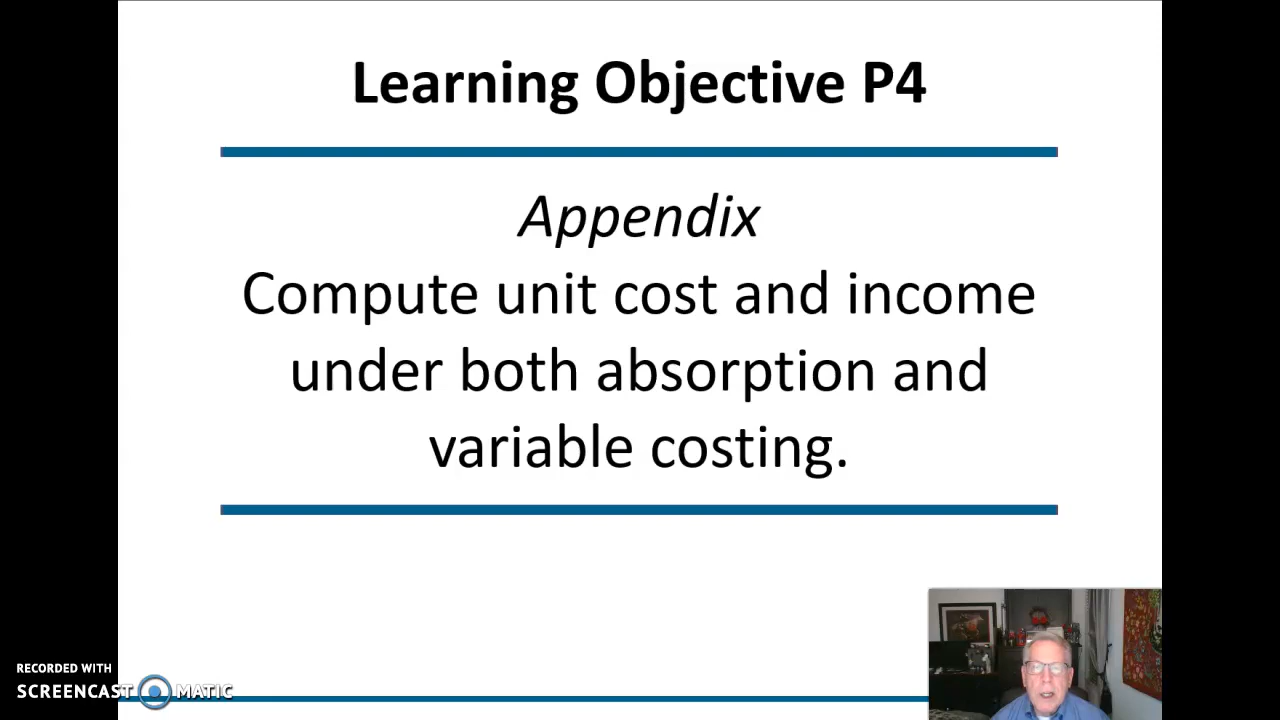 Learning Objective P4
Appendix
Compute unit cost and income
under both absorption and
variable costing.
RECORDED WITH
SCREENCAST MATIC